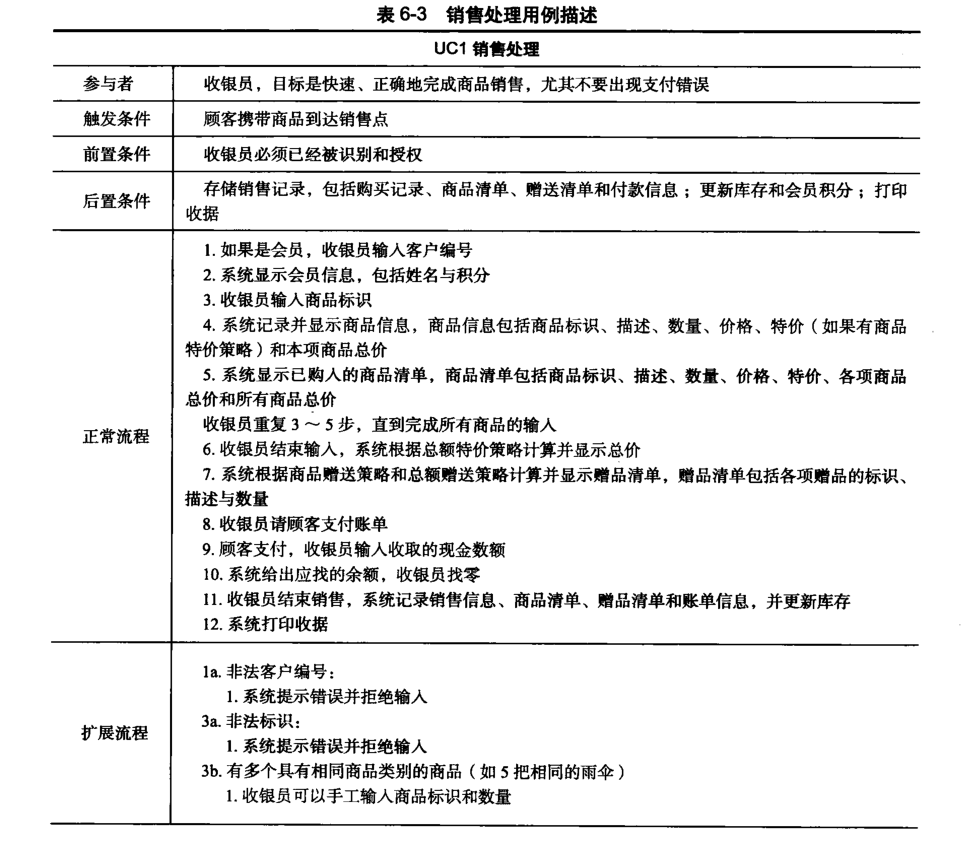 表 6-3 销售处理用例描述
UC1 销售处理
参与者
收银员，目标是快速、正确地完成商品销售，尤其不要出现支付错误
触发条件
顾客携带商品到达销售点
前置条件
收银员必须已经被识别和授权
后置条件
存储销售记录，包括购买记录、商品清单、赠送清单和付款信息；更新库存和会员积分；打印
收据
正常流程
1. 如果是会员，收银员输入客户编号
2. 系统显示会员信息，包括姓名与积分
3. 收银员输入商品标识
4. 系统记录并显示商品信息，商品信息包括商品标识、描述、数量、价格、特价（如果有商品
特价策略）和本项商品总价
5. 系统显示已购入的商品清单，商品清单包括商品标识、描述、数量、价格、特价、各项商品
总价和所有商品总价
收银员重复 3 ～ 5 步，直到完成所有商品的输入
6. 收银员结束输入，系统根据总额特价策略计算并显示总价
7. 系统根据商品赠送策略和总额赠送策略计算并显示赠品清单，赠品清单包括各项赠品的标识、
描述与数量
8. 收银员请顾客支付账单
9. 顾客支付，收银员输入收取的现金数额
10. 系统给出应找的余额，收银员找零
11. 收银员结束销售，系统记录销售信息、商品清单、赠品清单和账单信息，并更新库存
12. 系统打印收据
扩展流程
1a. 非法客户编号：
1. 系统提示错误并拒绝输入
3a. 非法标识：
1. 系统提示错误并拒绝输入
3b. 有多个具有相同商品类别的商品（如 5 把相同的雨伞）
1. 收银员可以手工输入商品标识和数量